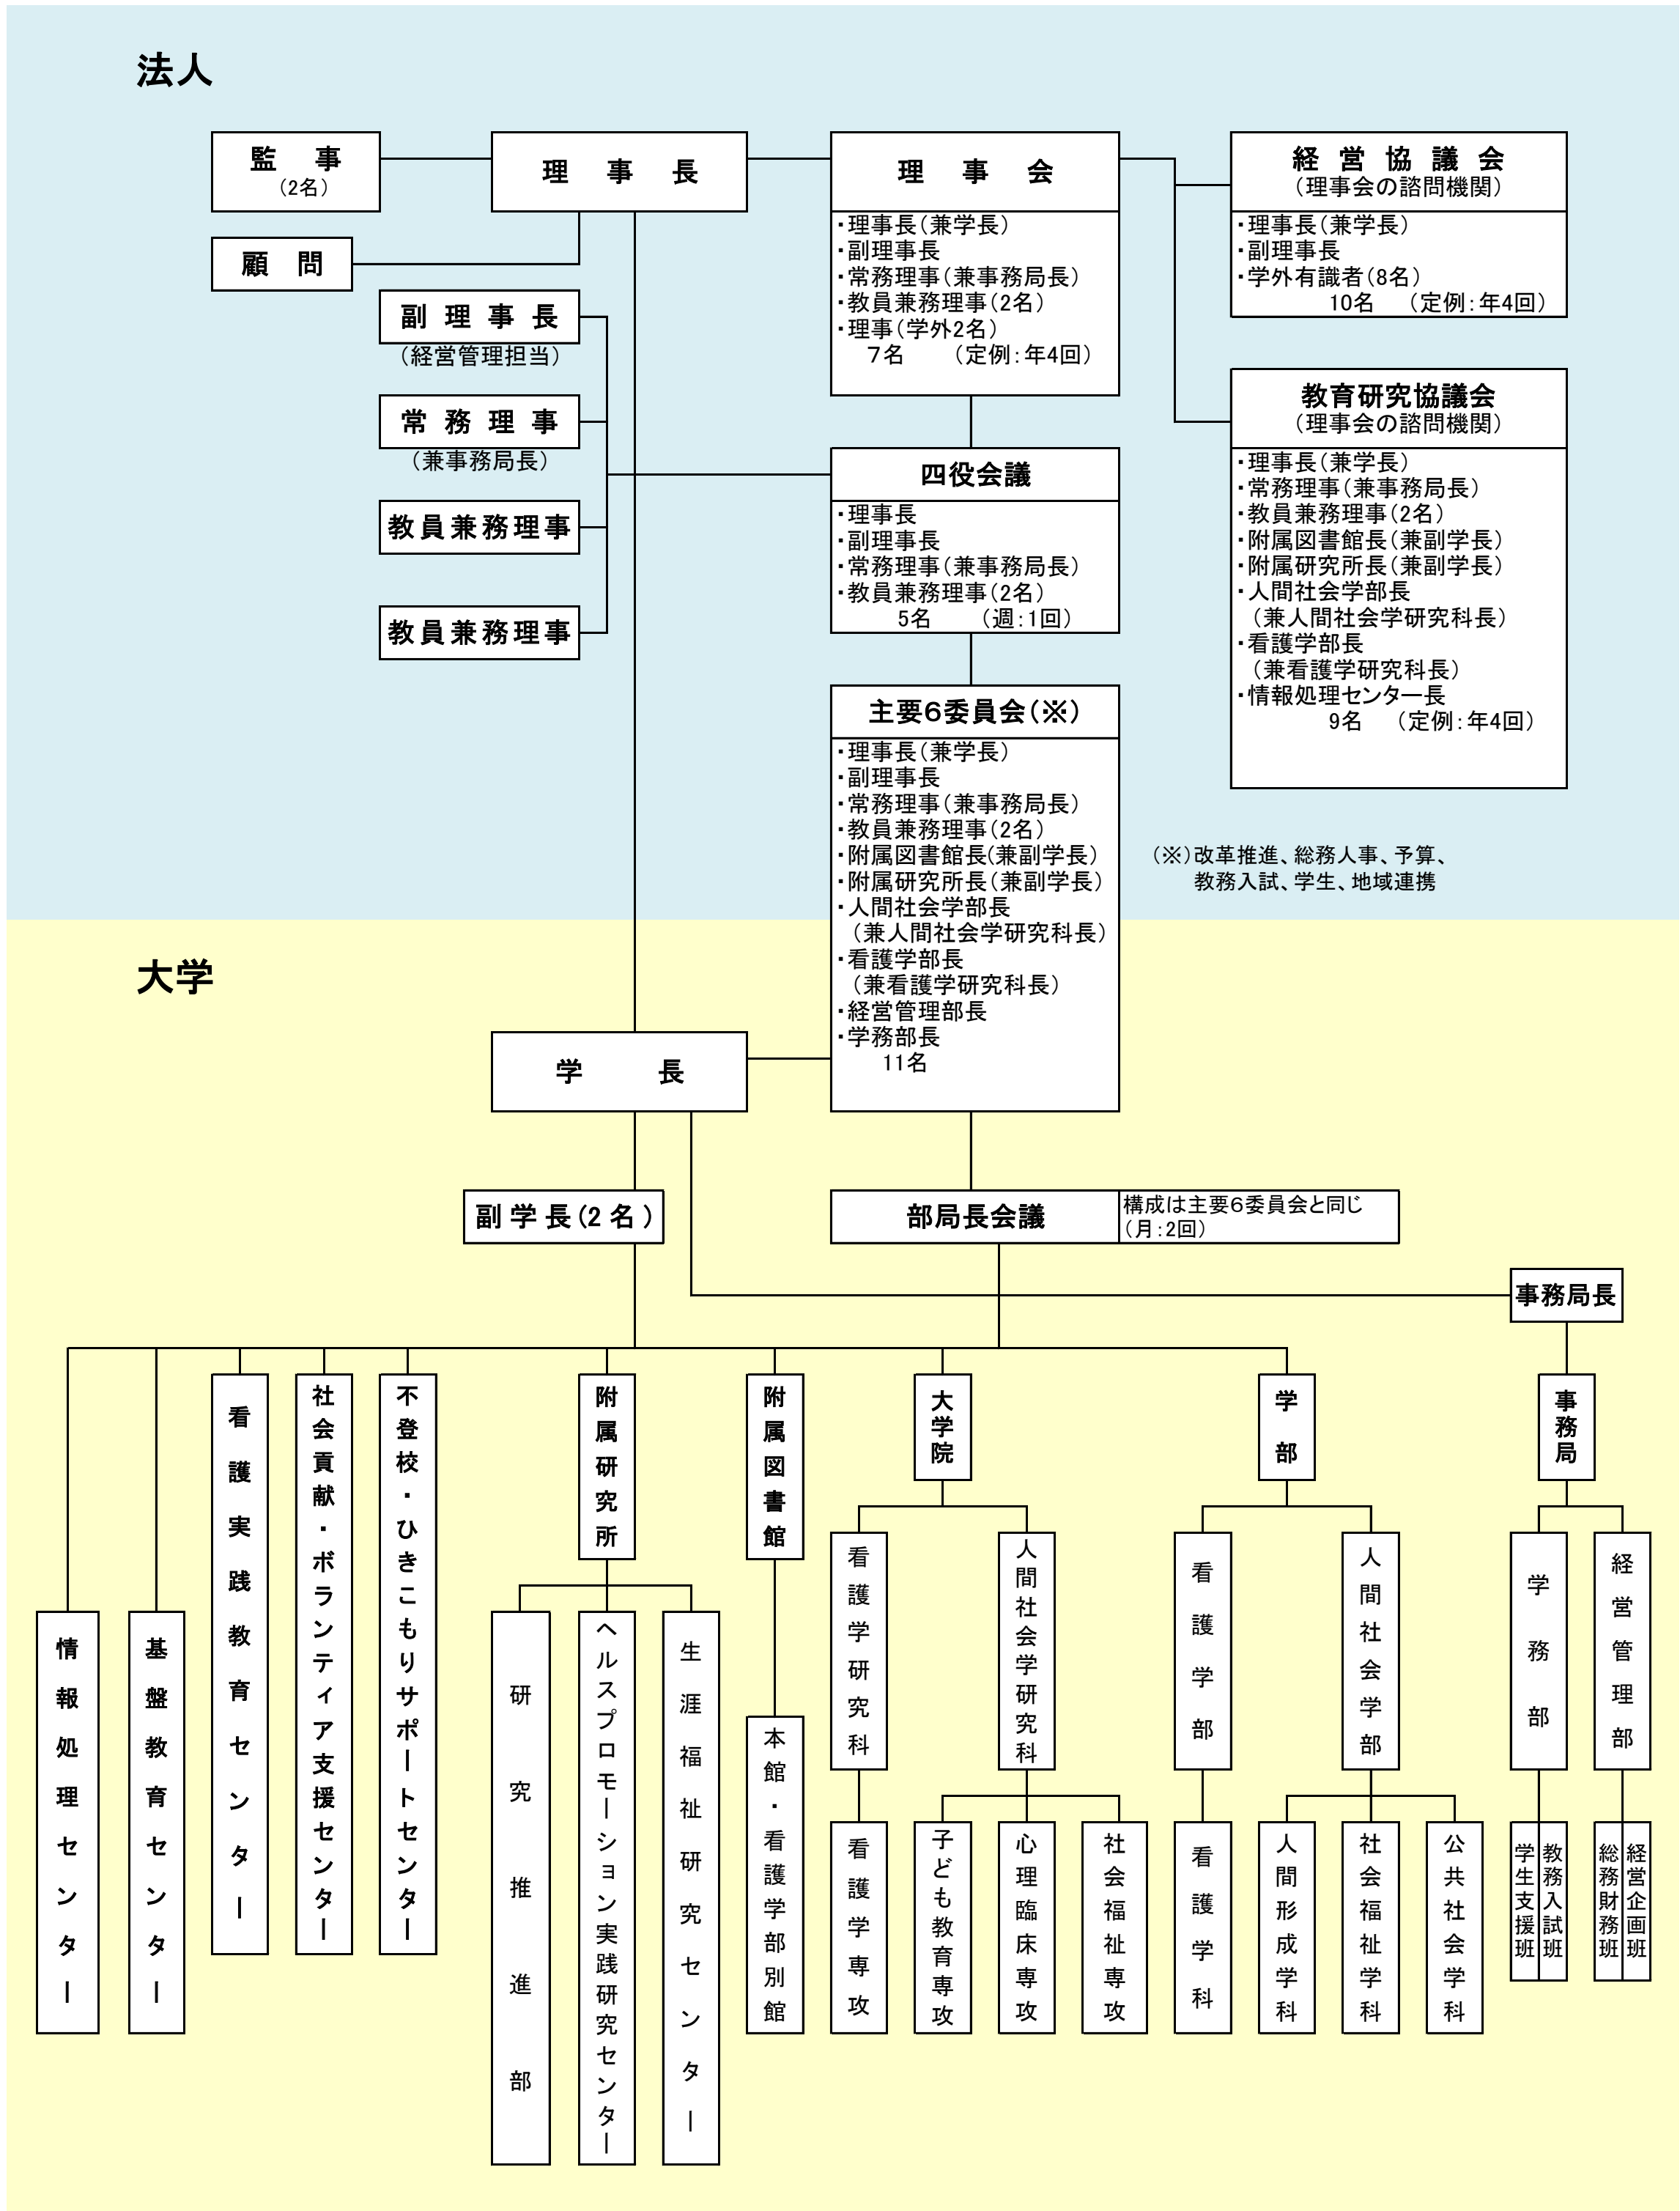 法人
監　事
（2名）
理　事　長
顧　問
副 理 事 長
（経営管理担当）
常 務 理 事
（兼事務局長）
教員兼務理事
教員兼務理事
理　事　会
・理事長（兼学長）
・副理事長
・常務理事（兼事務局長）
・教員兼務理事（2名）
・理事（学外2名）
7名　（定例：年4回）
四役会議
・理事長
・副理事長
・常務理事（兼事務局長）
・教員兼務理事（2名）
5名　（週：1回）
主要６委員会（※）
・理事長（兼学長）
・副理事長
・常務理事（兼事務局長）
・教員兼務理事（2名）
・附属図書館長（兼副学長）
・附属研究所長（兼副学長）
・人間社会学部長
（兼人間社会学研究科長）
・看護学部長
（兼看護学研究科長）
・経営管理部長
・学務部長
11名
経 営 協 議 会
（理事会の諮問機関）
・理事長（兼学長）
・副理事長
・学外有識者（8名）
10名　（定例：年4回）
教育研究協議会
（理事会の諮問機関）
・理事長（兼学長）
・常務理事（兼事務局長）
・教員兼務理事（2名）
・附属図書館長（兼副学長）
・附属研究所長（兼副学長）
・人間社会学部長
（兼人間社会学研究科長）
・看護学部長
（兼看護学研究科長）
・情報処理センター長
9名　（定例：年4回）
（※）改革推進、総務人事、予算、
教務入試、学生、地域連携
大学
学　長
副 学 長（2 名 ）
部局長会議
構成は主要６委員会と同じ
（月：2回）
事務局長
情報処理センター
基盤教育センター
看護実践教育センター
社会貢献・ボランティア支援センター
不登校・ひきこもりサポートセンター
附属研究所
研究推進部
ヘルスプロモーション実践研究センター
生涯福祉研究センター
附属図書館
本館・看護学部別館
大学院
看護学研究科
看護学専攻
人間社会学研究科
子ども教育専攻
心理臨床専攻
社会福祉専攻
学部
看護学部
看護学科
人間社会学部
人間形成学科
社会福祉学科
公共社会学科
事務局
学務部
学生支援班
教務入試班
経営管理部
総務財務班
経営企画班